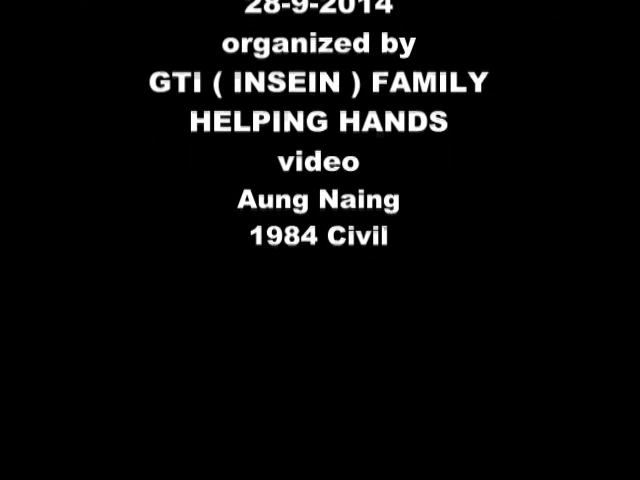 28-9-2014
organized by
GTI ( INSEIN ) FAMILY
HELPING HANDS
video
Aung Naing
1984 Civil